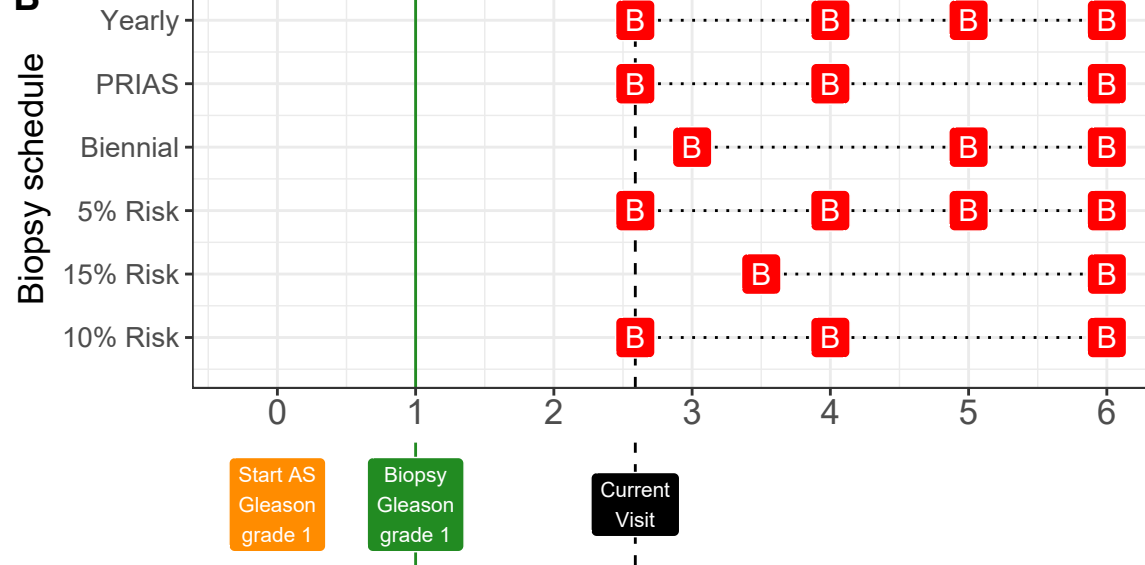 B
Yearly B B B B
PRIAS B B B
Biennial B B B
5% Risk B B B B
15% Risk B B
10% Risk B B B
Biopsy schedule
0 1 2 3 4 5 6
Start AS
Gleason
grade 1
Biopsy
Gleason
grade 1
Current
Visit